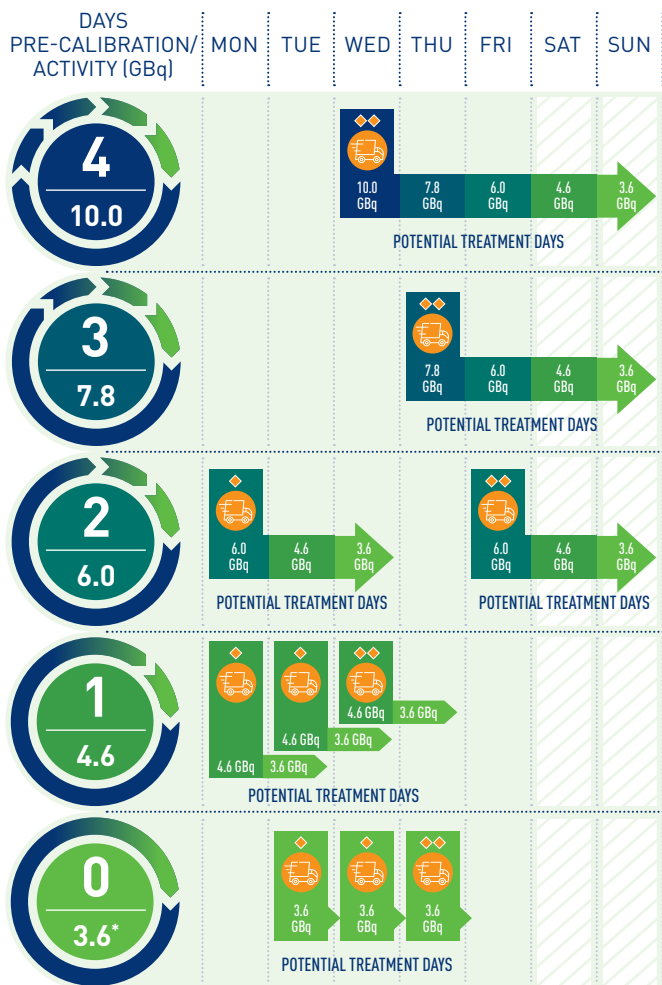 DAYS
PRE-CALIBRATION/
ACTIVITY (GBq)
MON
TUE
WED
THU
FRI
SAT
SUN
4
10.0
10.0
GBq
7.8
GBq
6.0
GBq
4.6
GBq
3.6
GBq
POTENTIAL TREATMENT DAYS
3
7.8
7.8
GBq
6.0
GBq
4.6
GBq
3.6
GBq
POTENTIAL TREATMENT DAYS
2
6.0
6.0
GBq
4.6
GBq
3.6
GBq
POTENTIAL TREATMENT DAYS
6.0
GBq
4.6
GBq
3.6
GBq
POTENTIAL TREATMENT DAYS
1
4.6
4.6 GBq
3.6 GBq
4.6 GBq
3.6 GBq
4.6 GBq
3.6 GBq
POTENTIAL TREATMENT DAYS
0
3.6*
3.6
GBq
3.6
GBq
3.6
GBq
POTENTIAL TREATMENT DAYS